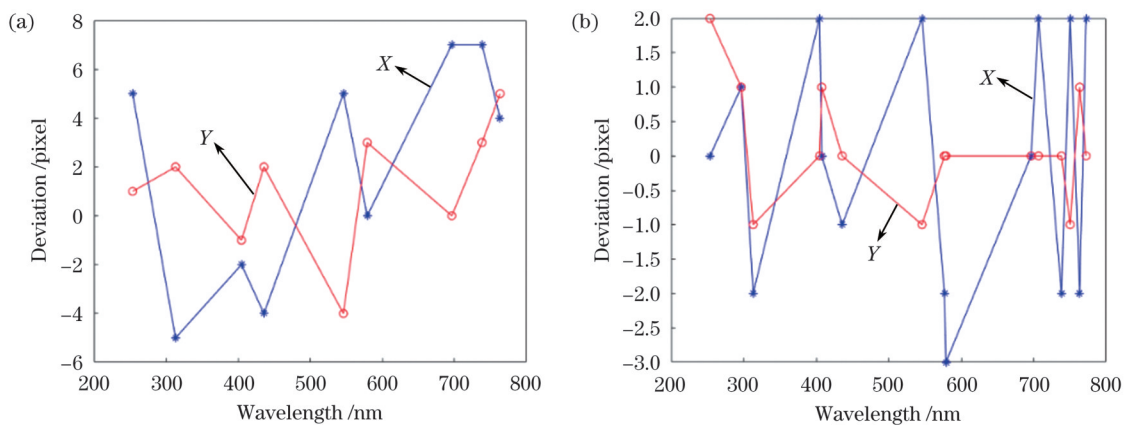 (a)
8
6
4
2
0
−2
−4
−6
200 300 400 500 600 700 800
Deviation /pixel
Wavelength /nm
X
Y
(b)
2.0
1.5
1.0
0.5
0
−0.5
−1.0
−1.5
−2.0
−2.5
−3.0
200 300 400 500 600 700 800
Deviation /pixel
Wavelength /nm
X
Y